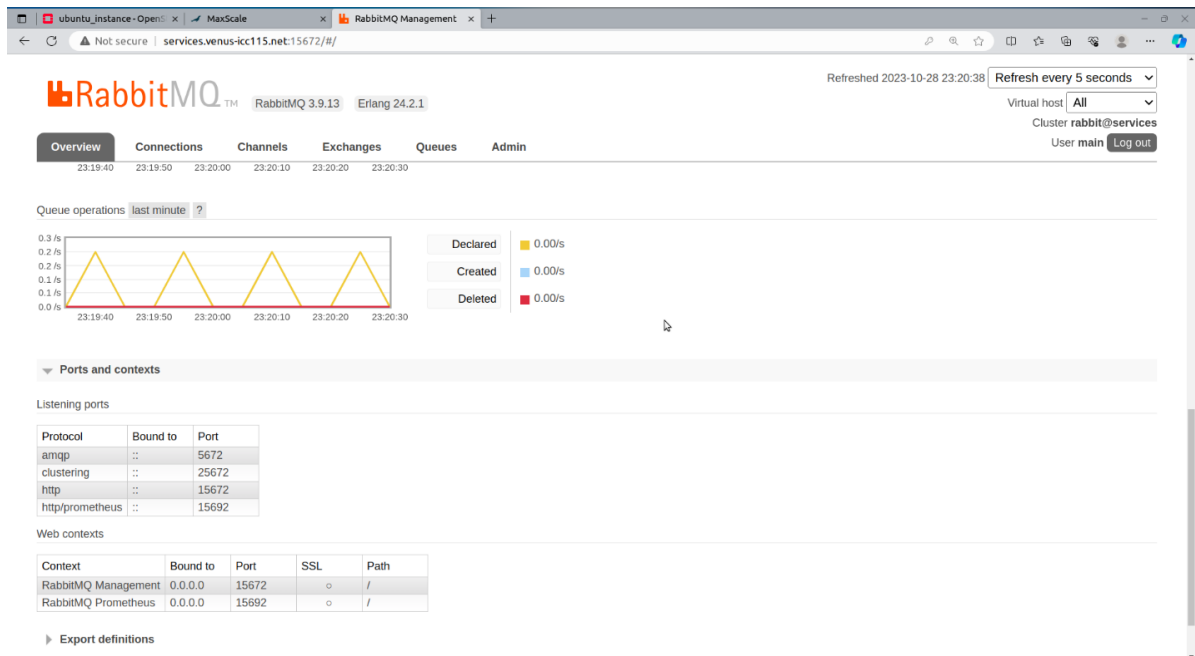 ubuntu_instance - OpenS
MaxScale
RabbitMQ Management
Not secure | services.venus-icc115.net:15672/#/
Refreshed 2023-10-28 23:20:38 Refresh every 5 seconds
RabbitMQ TM RabbitMQ 3.9.13 Erlang 24.2.1
Virtual host All
Cluster rabbit@services
User main Log out
Overview Connections Channels Exchanges Queues Admin
23:19:40 23:19:50 23:20:00 23:20:10 23:20:20 23:20:30
Queue operations last minute ?
0.3 /s
0.2 /s
0.2 /s
0.1 /s
0.1 /s
0.0 /s
23:19:40 23:19:50 23:20:00 23:20:10 23:20:20 23:20:30
Declared 0.00/s
Created 0.00/s
Deleted 0.00/s
Ports and contexts
Listening ports
Protocol Bound to Port
amqp :: 5672
clustering :: 25672
http :: 15672
http/prometheus :: 15692
Web contexts
Context Bound to Port SSL Path
RabbitMQ Management 0.0.0.0 15672 ○ /
RabbitMQ Prometheus 0.0.0.0 15692 ○ /
Export definitions